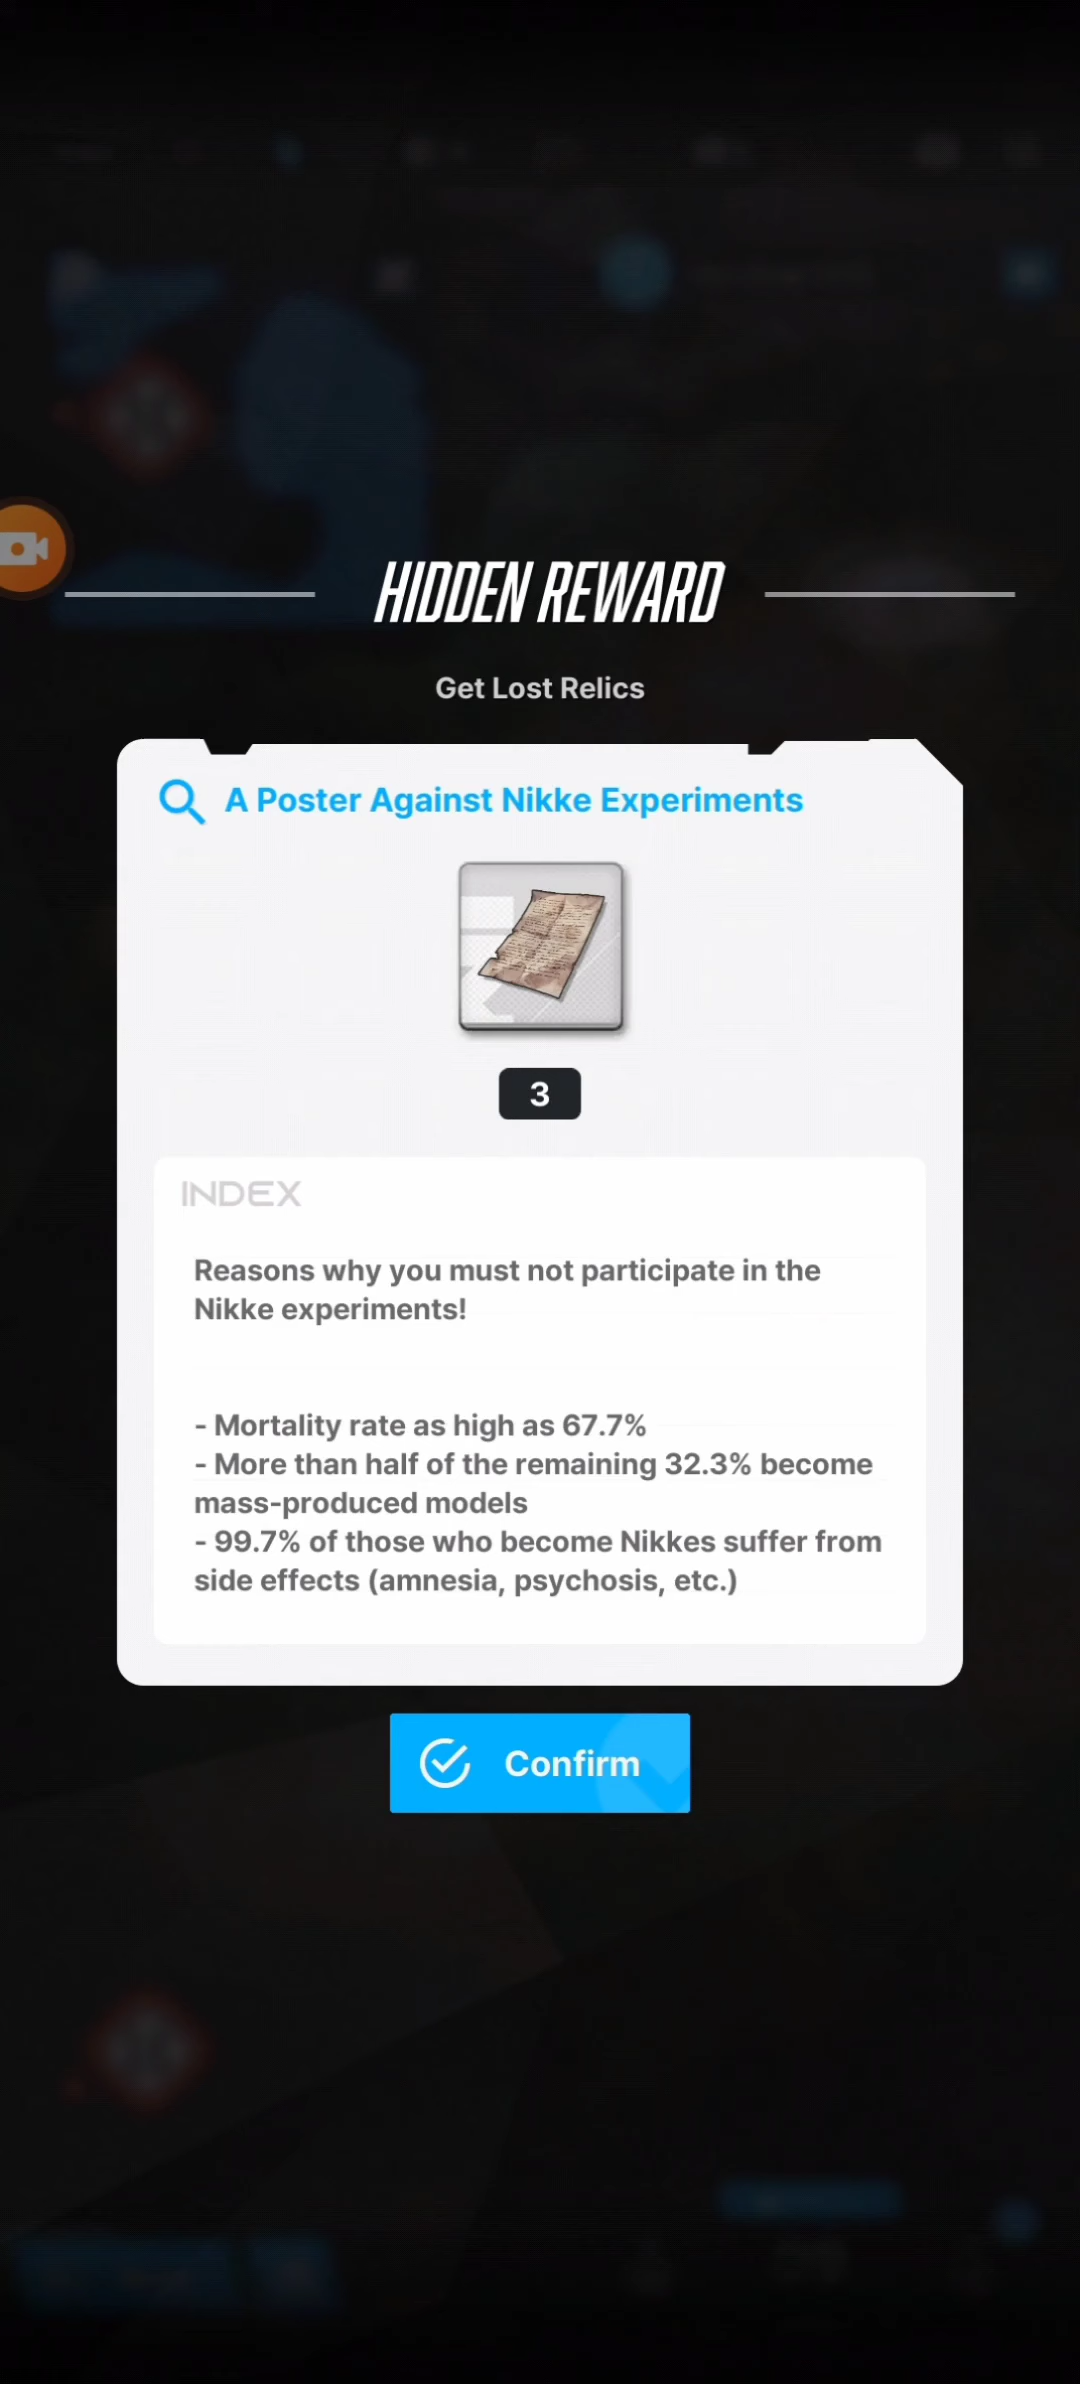 HIDDEN REWARD
Get Lost Relics
A Poster Against Nikke Experiments
3
INDEX
Reasons why you must not participate in the
Nikke experiments!
- Mortality rate as high as 67.7%
- More than half of the remaining 32.3% become
mass-produced models
- 99.7% of those who become Nikkes suffer from
side effects (amnesia, psychosis, etc.)
Confirm